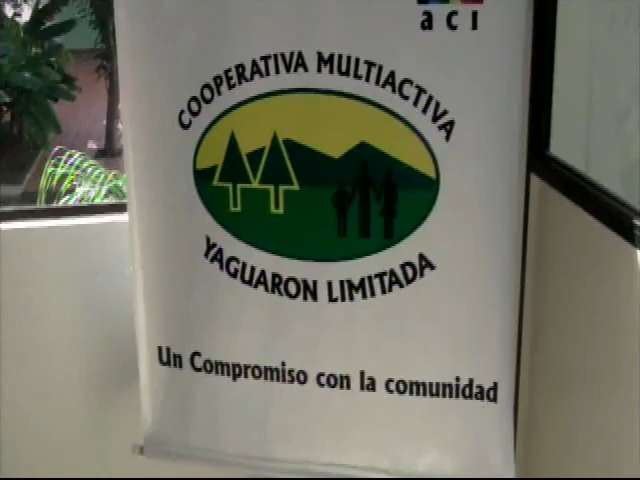 aci
COOPERATIVA MULTIACTIVA
YAGUARON LIMITADA
Un Compromiso con la comunidad